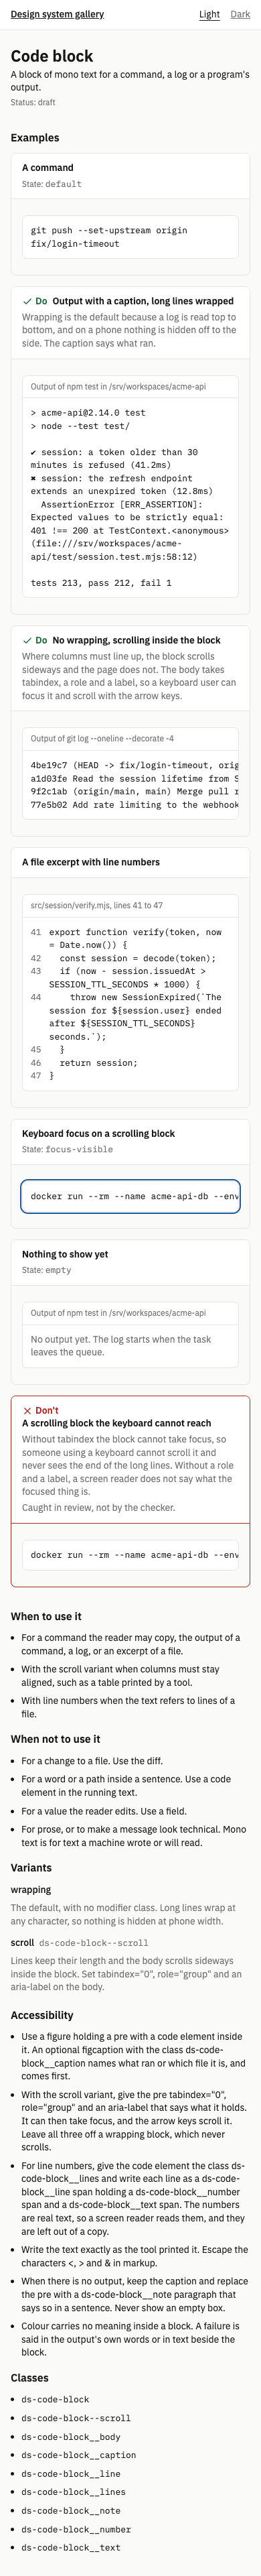 Design system gallery Light Dark
Code block
A block of mono text for a command, a log or a program's
output.
Status: draft
Examples
A command
State: default
git push --set-upstream origin
fix/login-timeout
✓ Do Output with a caption, long lines wrapped
Wrapping is the default because a log is read top to
bottom, and on a phone nothing is hidden off to the
side. The caption says what ran.
Output of npm test in /srv/workspaces/acme-api
> acme-api@2.14.0 test
> node --test test/
✔ session: a token older than 30
minutes is refused (41.2ms)
✖ session: the refresh endpoint
extends an unexpired token (12.8ms)
AssertionError [ERR_ASSERTION]:
Expected values to be strictly equal:
401 !== 200 at TestContext.<anonymous>
(file:///srv/workspaces/acme-
api/test/session.test.mjs:58:12)
tests 213, pass 212, fail 1
✓ Do No wrapping, scrolling inside the block
Where columns must line up, the block scrolls
sideways and the page does not. The body takes
tabindex, a role and a label, so a keyboard user can
focus it and scroll with the arrow keys.
Output of git log --oneline --decorate -4
4be19c7 (HEAD -> fix/login-timeout, orig
a1d03fe Read the session lifetime from S
9f2c1ab (origin/main, main) Merge pull r
77e5b02 Add rate limiting to the webhook
A file excerpt with line numbers
src/session/verify.mjs, lines 41 to 47
41 export function verify(token, now
= Date.now()) {
42 const session = decode(token);
43 if (now - session.issuedAt >
SESSION_TTL_SECONDS * 1000) {
44 throw new SessionExpired(`The
session for ${session.user} ended
after ${SESSION_TTL_SECONDS}
seconds.`);
45 }
46 return session;
47 }
Keyboard focus on a scrolling block
State: focus-visible
docker run --rm --name acme-api-db --env
Nothing to show yet
State: empty
Output of npm test in /srv/workspaces/acme-api
No output yet. The log starts when the task
leaves the queue.
✕ Don't
A scrolling block the keyboard cannot reach
Without tabindex the block cannot take focus, so
someone using a keyboard cannot scroll it and
never sees the end of the long lines. Without a role
and a label, a screen reader does not say what the
focused thing is.
Caught in review, not by the checker.
docker run --rm --name acme-api-db --env
When to use it
• For a command the reader may copy, the output of a
command, a log, or an excerpt of a file.
• With the scroll variant when columns must stay
aligned, such as a table printed by a tool.
• With line numbers when the text refers to lines of a
file.
When not to use it
• For a change to a file. Use the diff.
• For a word or a path inside a sentence. Use a code
element in the running text.
• For a value the reader edits. Use a field.
• For prose, or to make a message look technical. Mono
text is for text a machine wrote or will read.
Variants
wrapping
The default, with no modifier class. Long lines wrap at
any character, so nothing is hidden at phone width.
scroll ds-code-block--scroll
Lines keep their length and the body scrolls sideways
inside the block. Set tabindex="0", role="group" and an
aria-label on the body.
Accessibility
• Use a figure holding a pre with a code element inside
it. An optional figcaption with the class ds-code-
block__caption names what ran or which file it is, and
comes first.
• With the scroll variant, give the pre tabindex="0",
role="group" and an aria-label that says what it holds.
It can then take focus, and the arrow keys scroll it.
Leave all three off a wrapping block, which never
scrolls.
• For line numbers, give the code element the class ds-
code-block__lines and write each line as a ds-code-
block__line span holding a ds-code-block__number
span and a ds-code-block__text span. The numbers
are real text, so a screen reader reads them, and they
are left out of a copy.
• Write the text exactly as the tool printed it. Escape the
characters <, > and & in markup.
• When there is no output, keep the caption and replace
the pre with a ds-code-block__note paragraph that
says so in a sentence. Never show an empty box.
• Colour carries no meaning inside a block. A failure is
said in the output's own words or in text beside the
block.
Classes
• ds-code-block
• ds-code-block--scroll
• ds-code-block__body
• ds-code-block__caption
• ds-code-block__line
• ds-code-block__lines
• ds-code-block__note
• ds-code-block__number
• ds-code-block__text